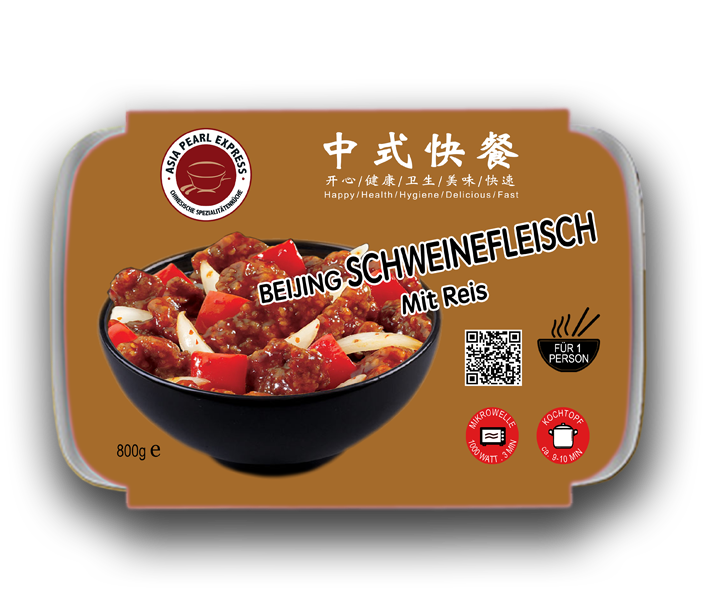 ASIA PEARL EXPRESS
CHINESISCHE SPEZIALITÄTENKÜCHE
中式快餐
开心/健康/卫生/美味/快速
Happy/Health/Hygiene/Delicious/Fast
BEIJING SCHWEINEFLEISCH
Mit Reis
FÜR 1
PERSON
MIKROWELLE
1000 WATT . 3 MIN
KOCHTOPF
ca. 9-10 MIN
800g e